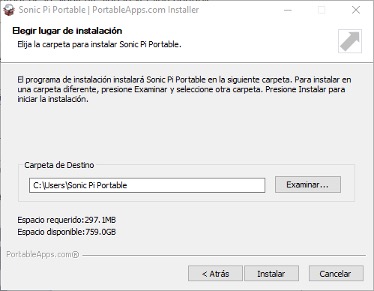 Sonic Pi Portable | PortableApps.com Installer
Elegir lugar de instalación
Elija la carpeta para instalar Sonic Pi Portable.
El programa de instalación instalará Sonic Pi Portable en la siguiente carpeta. Para instalar en
una carpeta diferente, presione Examinar y seleccione otra carpeta. Presione Instalar para
iniciar la instalación.
Carpeta de Destino
C:\Users\Sonic Pi Portable
Examinar...
Espacio requerido:297.1MB
Espacio disponible:759.0GB
PortableApps.com®
< Atrás
Instalar
Cancelar